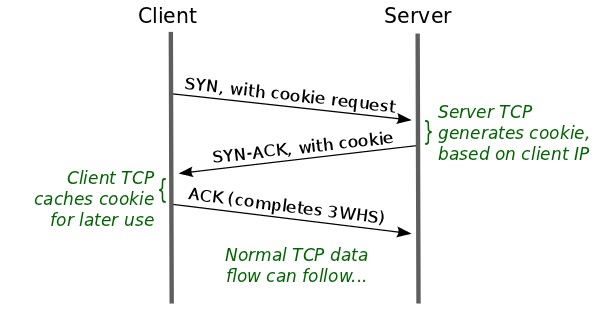 Client
Server
SYN, with cookie request
Server TCP
generates cookie,
based on client IP
SYN-ACK, with cookie
Client TCP
caches cookie
for later use
ACK (completes 3WHS)
Normal TCP data
flow can follow...